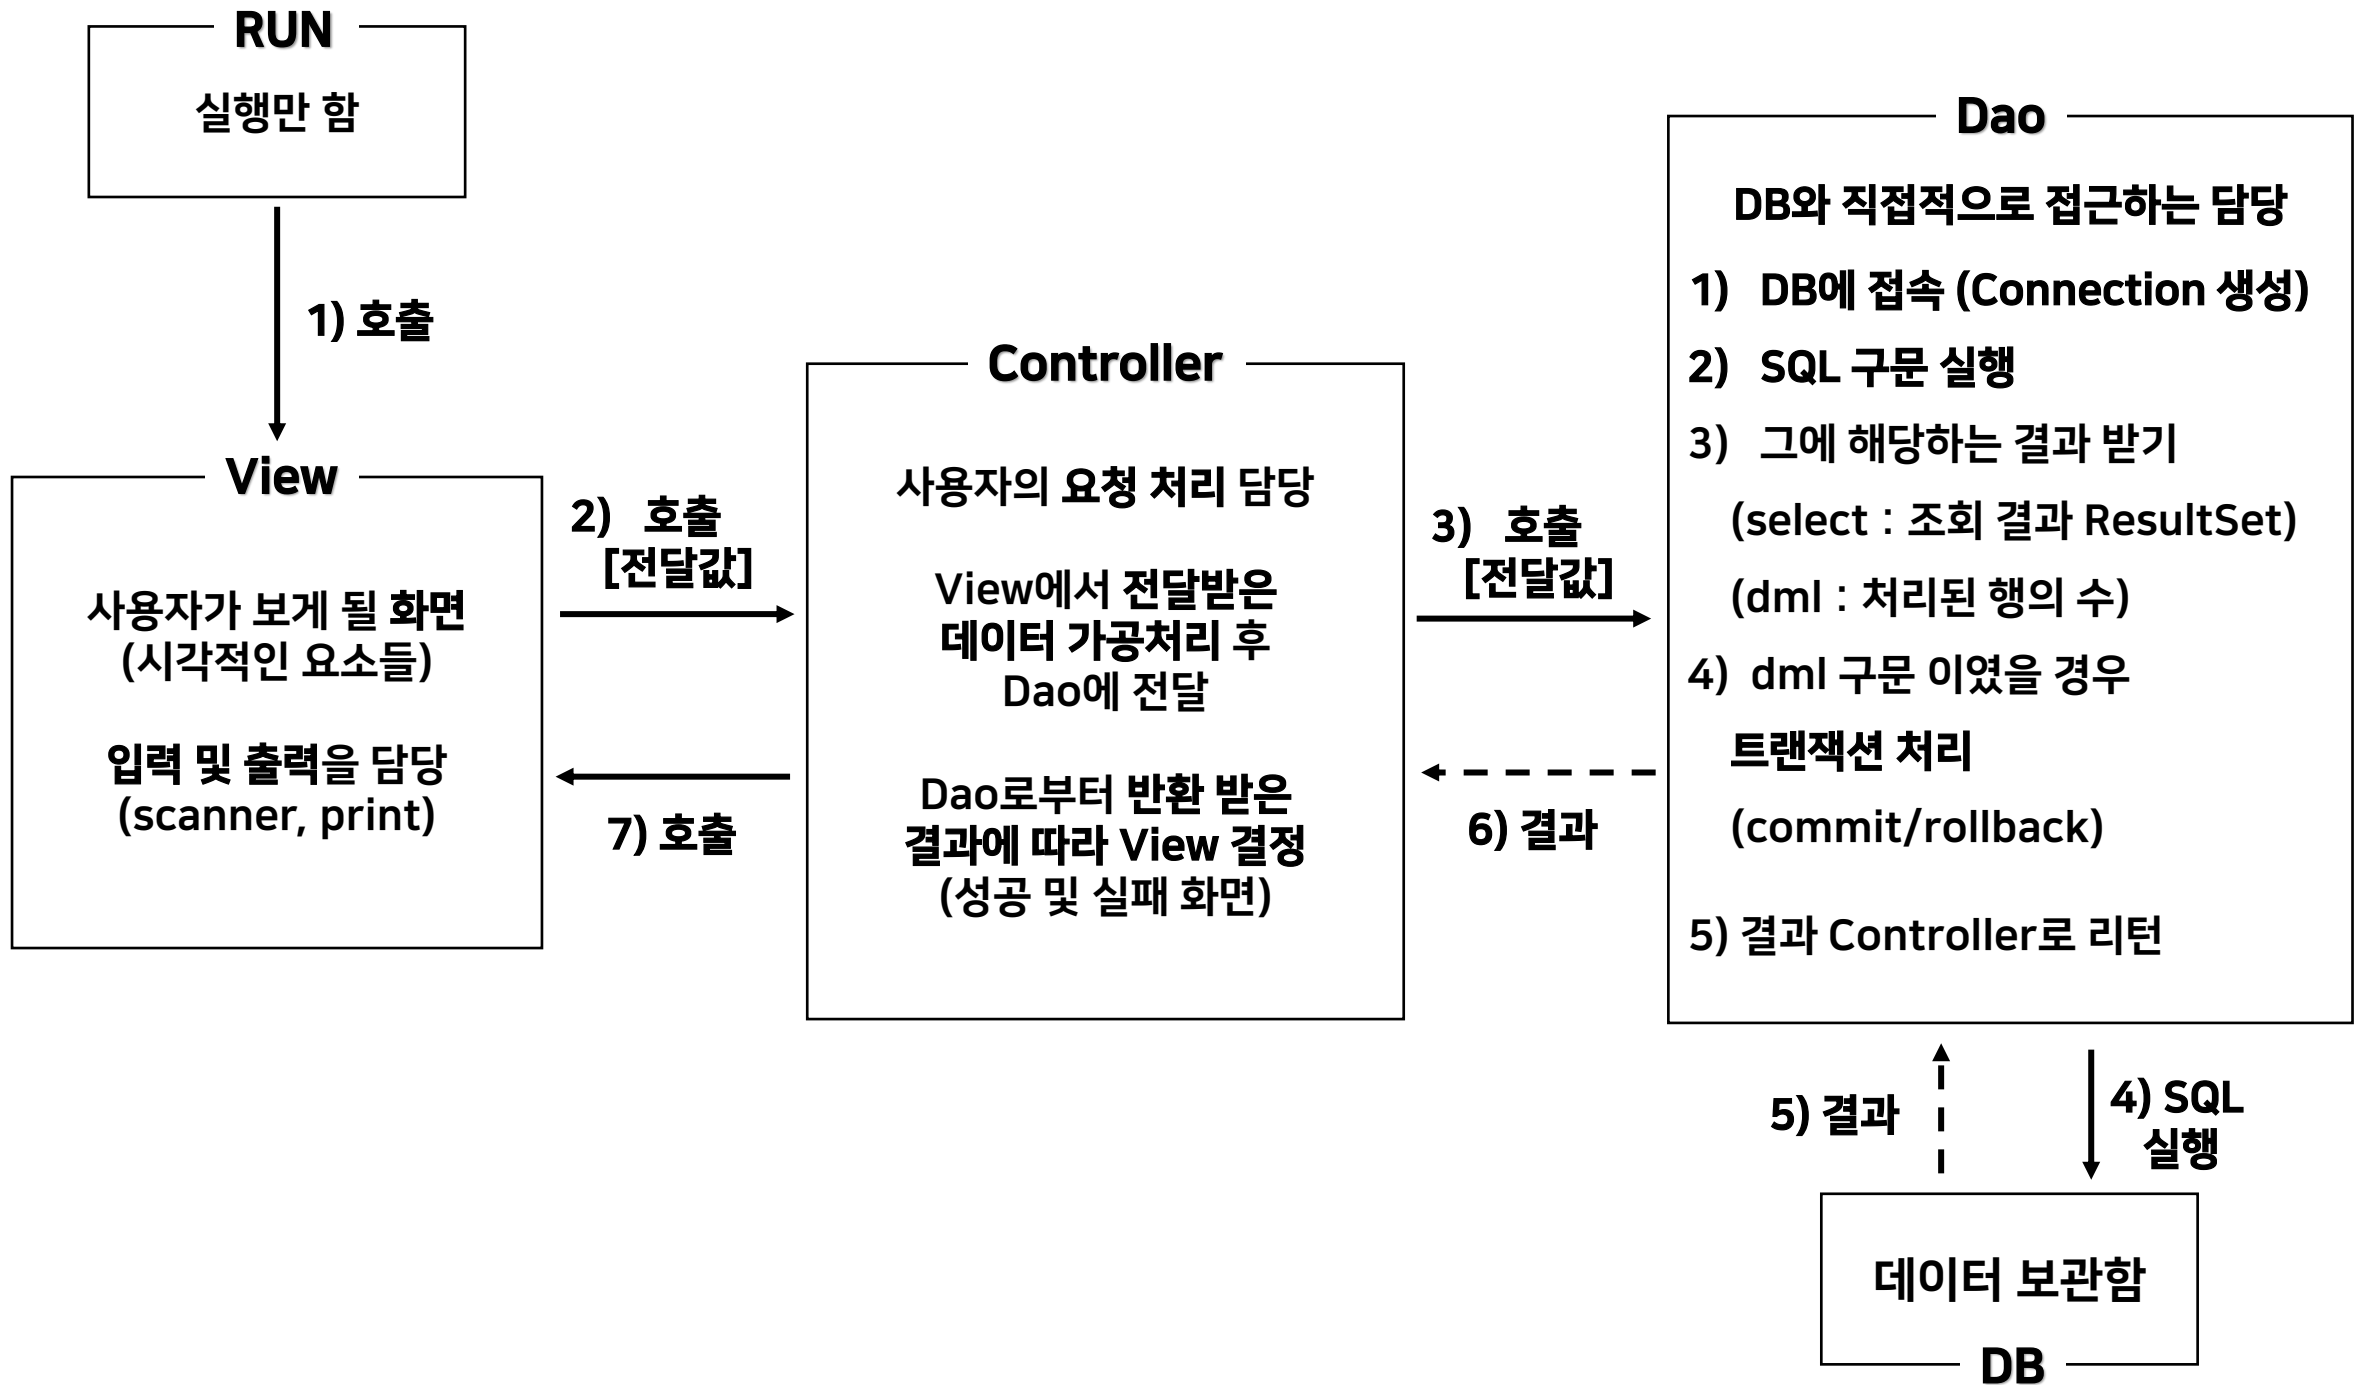 RUN
실행만 함
1) 호출
View
사용자가 보게 될 화면
(시각적인 요소들)
입력 및 출력을 담당
(scanner, print)
2) 호출
[전달값]
7) 호출
Controller
사용자의 요청 처리 담당
View에서 전달받은
데이터 가공처리 후
Dao에 전달
Dao로부터 반환 받은
결과에 따라 View 결정
(성공 및 실패 화면)
3) 호출
[전달값]
6) 결과
Dao
DB와 직접적으로 접근하는 담당
1) DB에 접속 (Connection 생성)
2) SQL 구문 실행
3) 그에 해당하는 결과 받기
(select : 조회 결과 ResultSet)
(dml : 처리된 행의 수)
4) dml 구문 이였을 경우
트랜잭션 처리
(commit/rollback)
5) 결과 Controller로 리턴
5) 결과
4) SQL
실행
데이터 보관함
DB